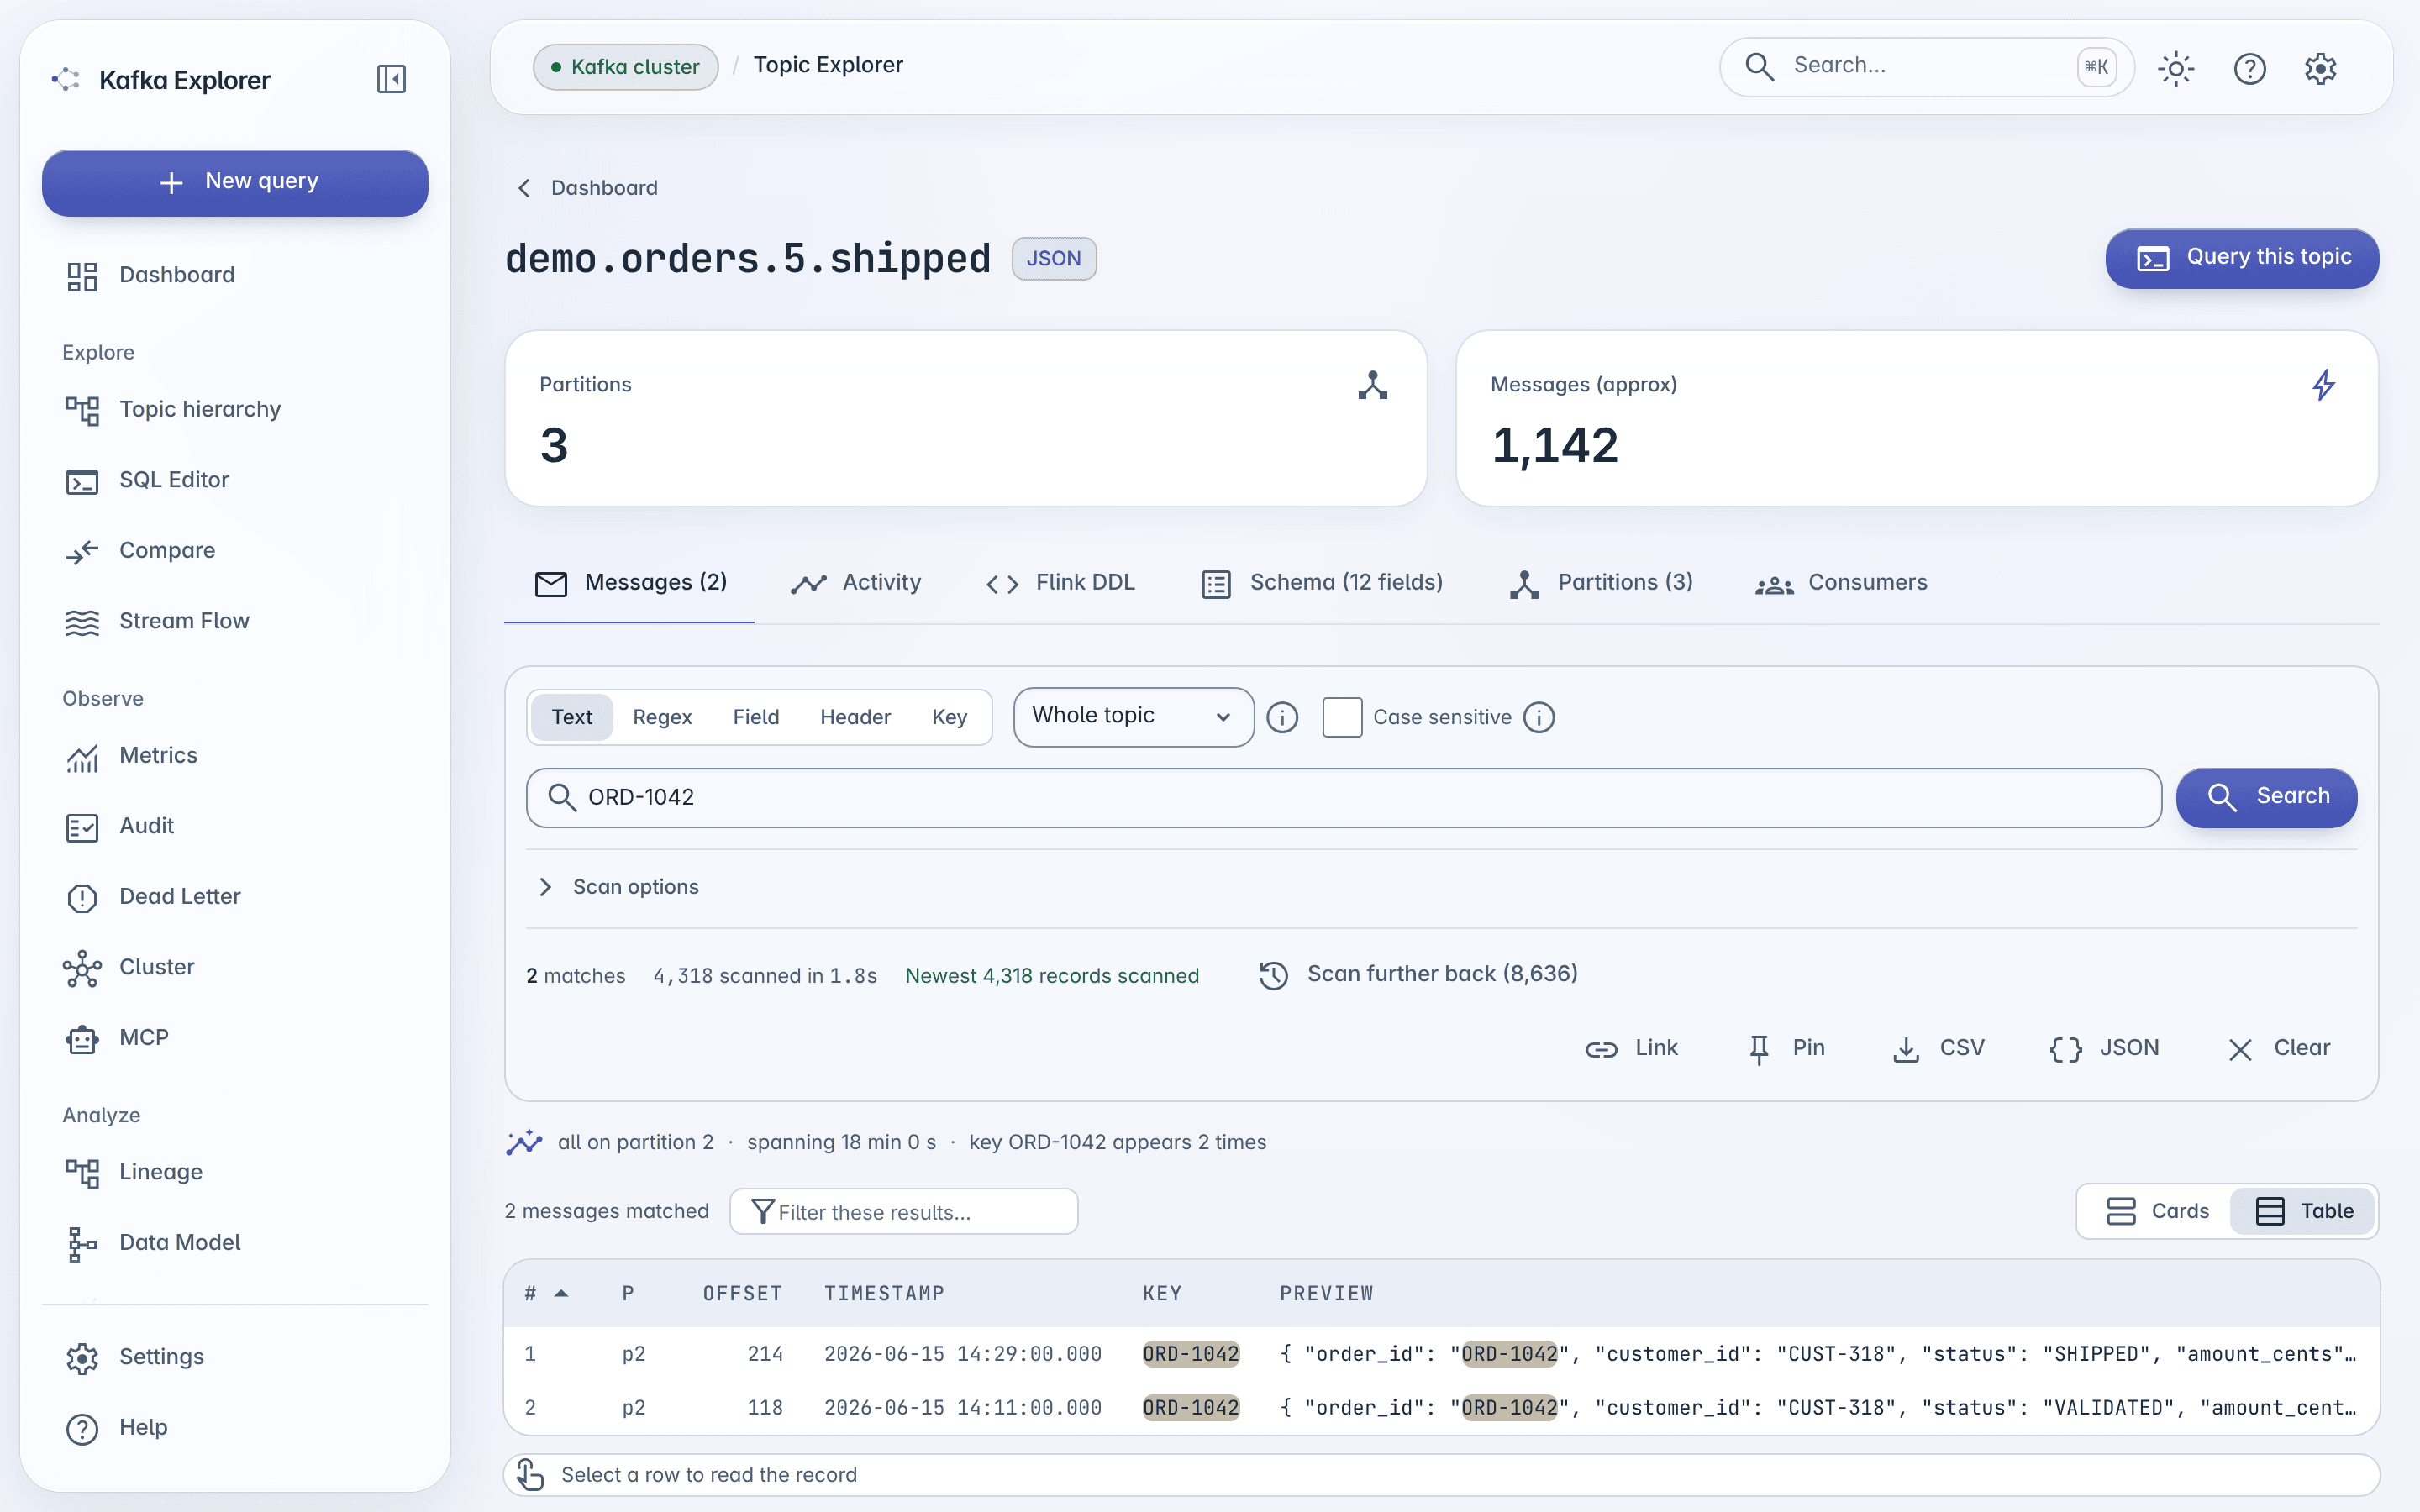 Kafka Explorer
New query
Dashboard
Explore
Topic hierarchy
SQL Editor
Compare
Stream Flow
Observe
Metrics
Audit
Dead Letter
Cluster
MCP
Analyze
Lineage
Data Model
Settings
Help
Kafka cluster / Topic Explorer
Search... ⌘K
Dashboard
demo.orders.5.shipped JSON
Query this topic
Partitions
3
Messages (approx)
1,142
Messages (2) Activity Flink DDL Schema (12 fields) Partitions (3) Consumers
Text Regex Field Header Key Whole topic Case sensitive
ORD-1042 Search
Scan options
2 matches 4,318 scanned in 1.8s Newest 4,318 records scanned Scan further back (8,636)
Link Pin CSV JSON Clear
all on partition 2 · spanning 18 min 0 s · key ORD-1042 appears 2 times
2 messages matched Filter these results... Cards Table
# P OFFSET TIMESTAMP KEY PREVIEW
1 p2 214 2026-06-15 14:29:00.000 ORD-1042 { "order_id": "ORD-1042", "customer_id": "CUST-318", "status": "SHIPPED", "amount_cents"…
2 p2 118 2026-06-15 14:11:00.000 ORD-1042 { "order_id": "ORD-1042", "customer_id": "CUST-318", "status": "VALIDATED", "amount_cent…
Select a row to read the record